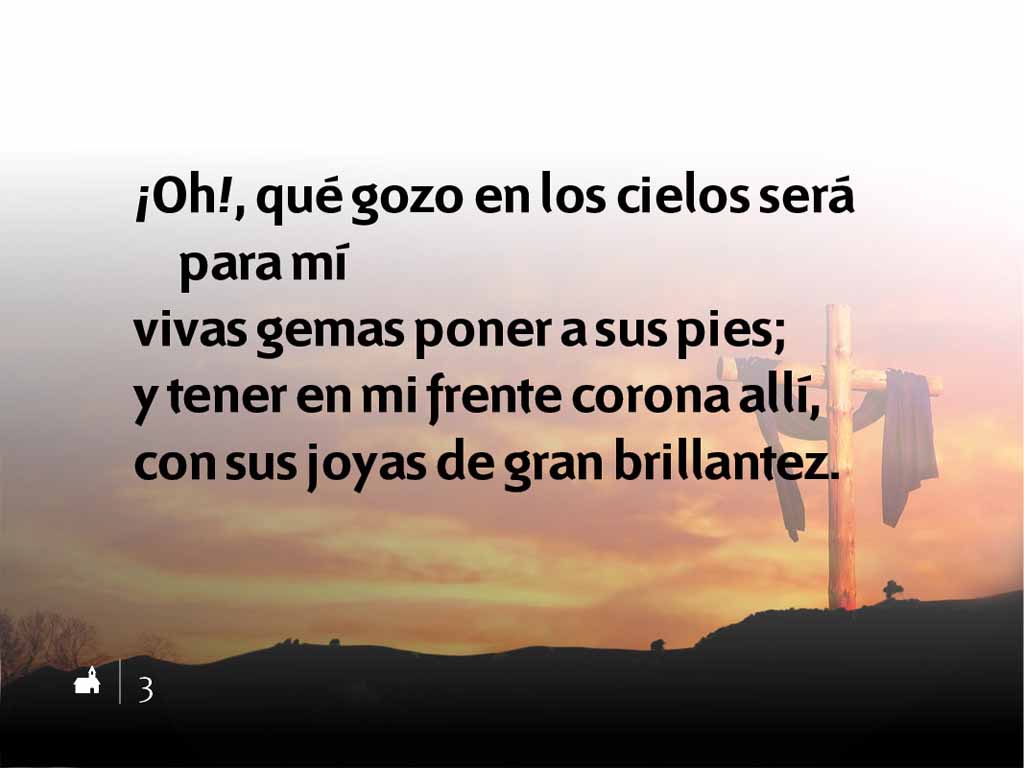 ¡Oh!, qué gozo en los cielos será
para mí
vivas gemas poner a sus pies;
y tener en mi frente corona allí,
con sus joyas de gran brillantez.
3